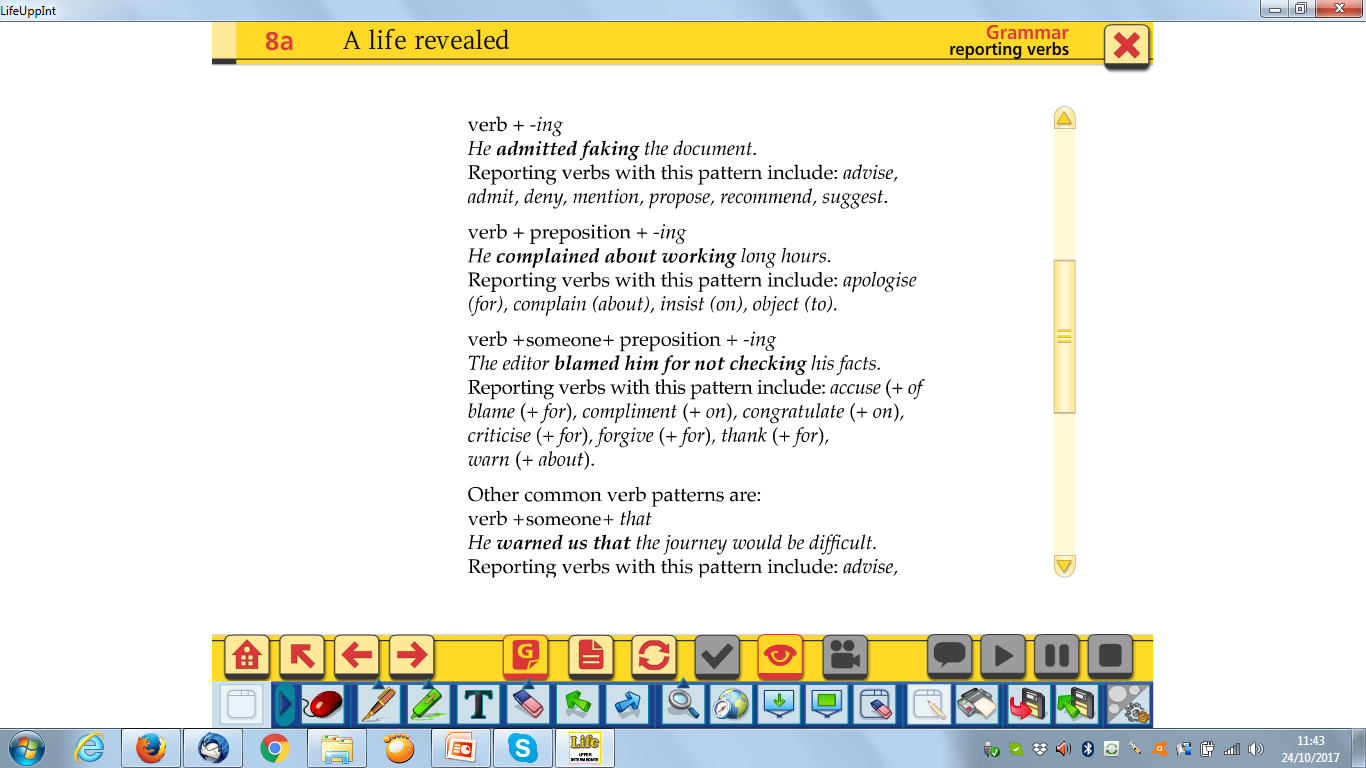 LifeUppInt
8a A life revealed
Grammar
reporting verbs
verb + -ing
He admitted faking the document.
Reporting verbs with this pattern include: advise,
admit, deny, mention, propose, recommend, suggest.
verb + preposition + -ing
He complained about working long hours.
Reporting verbs with this pattern include: apologise
(for), complain (about), insist (on), object (to).
verb +someone+ preposition + -ing
The editor blamed him for not checking his facts.
Reporting verbs with this pattern include: accuse (+ of
blame (+ for), compliment (+ on), congratulate (+ on),
criticise (+ for), forgive (+ for), thank (+ for),
warn (+ about).
Other common verb patterns are:
verb +someone+ that
He warned us that the journey would be difficult.
Reporting verbs with this pattern include: advise,
G
T
Life
UPPER
INTERMEDIATE
11:43
24/10/2017